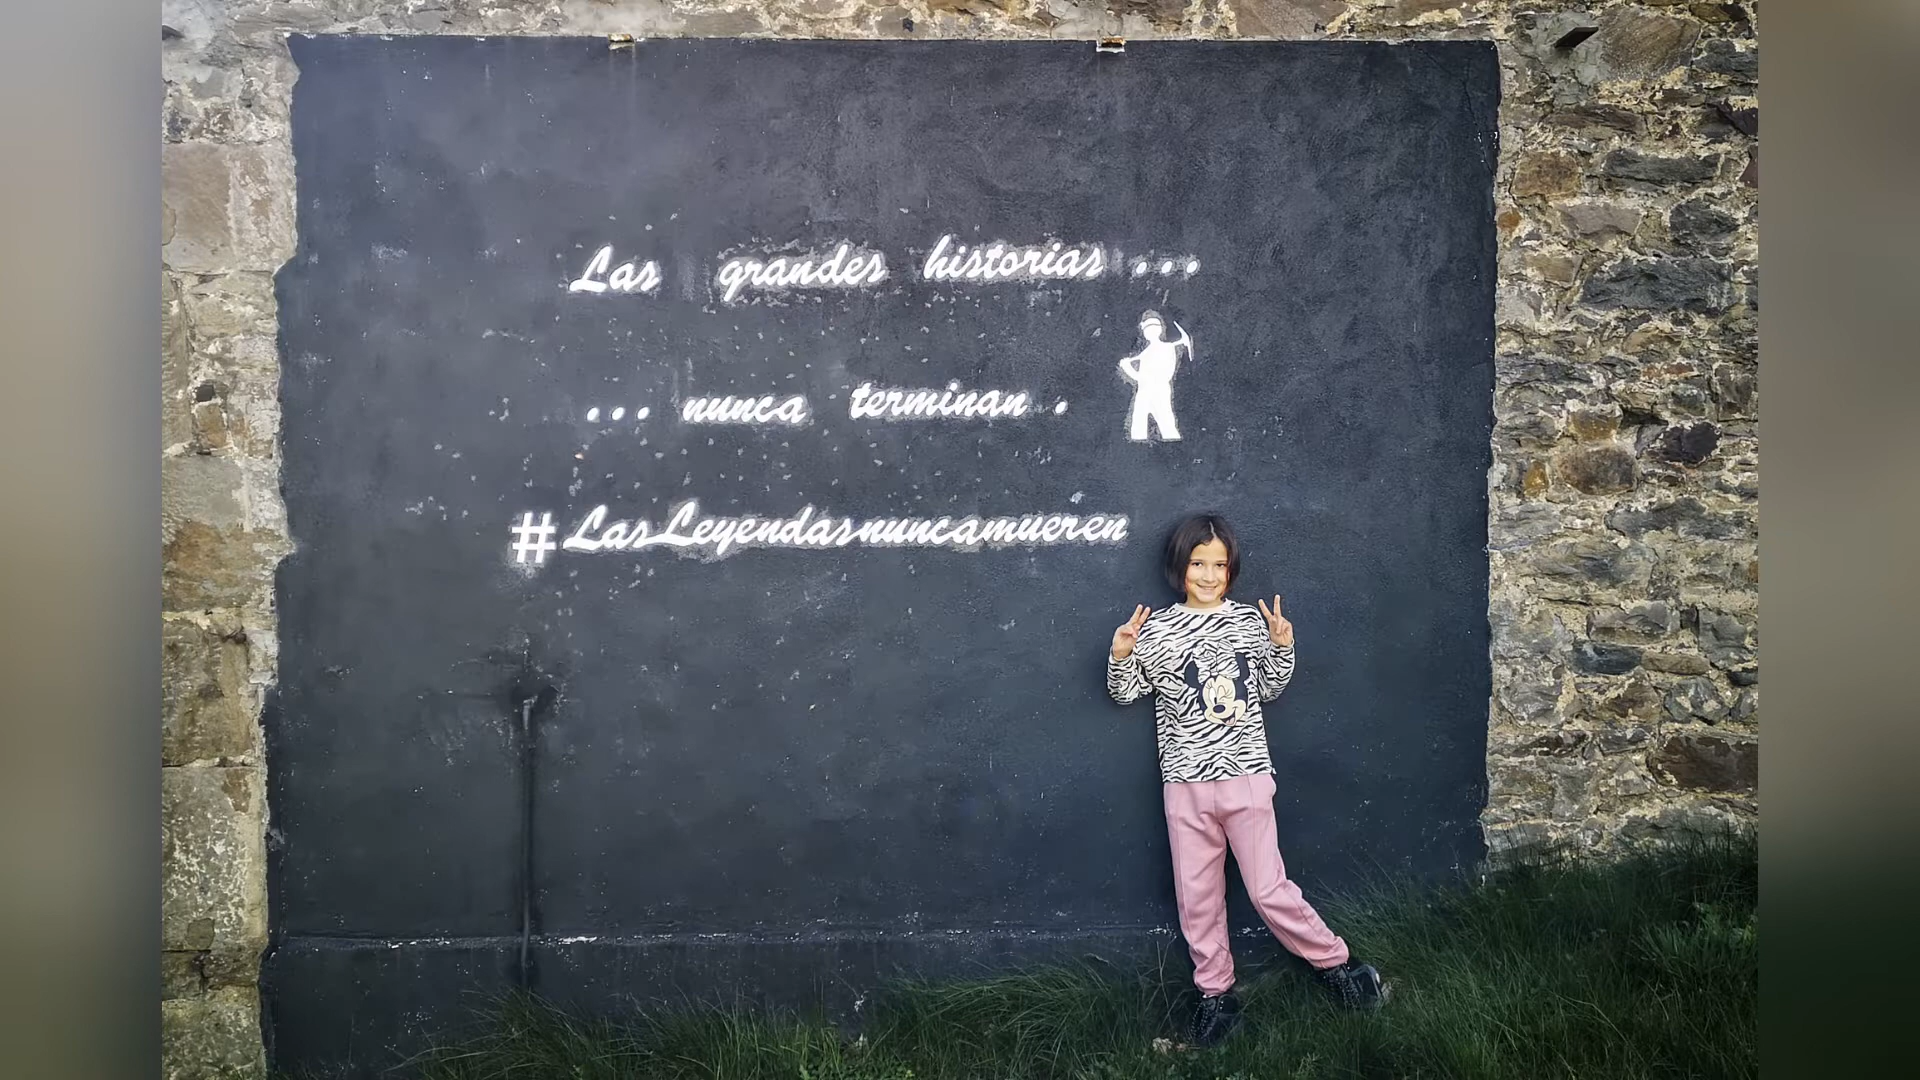 Las grandes historias ...
... nunca terminan .
#LasLeyendasnuncamueren